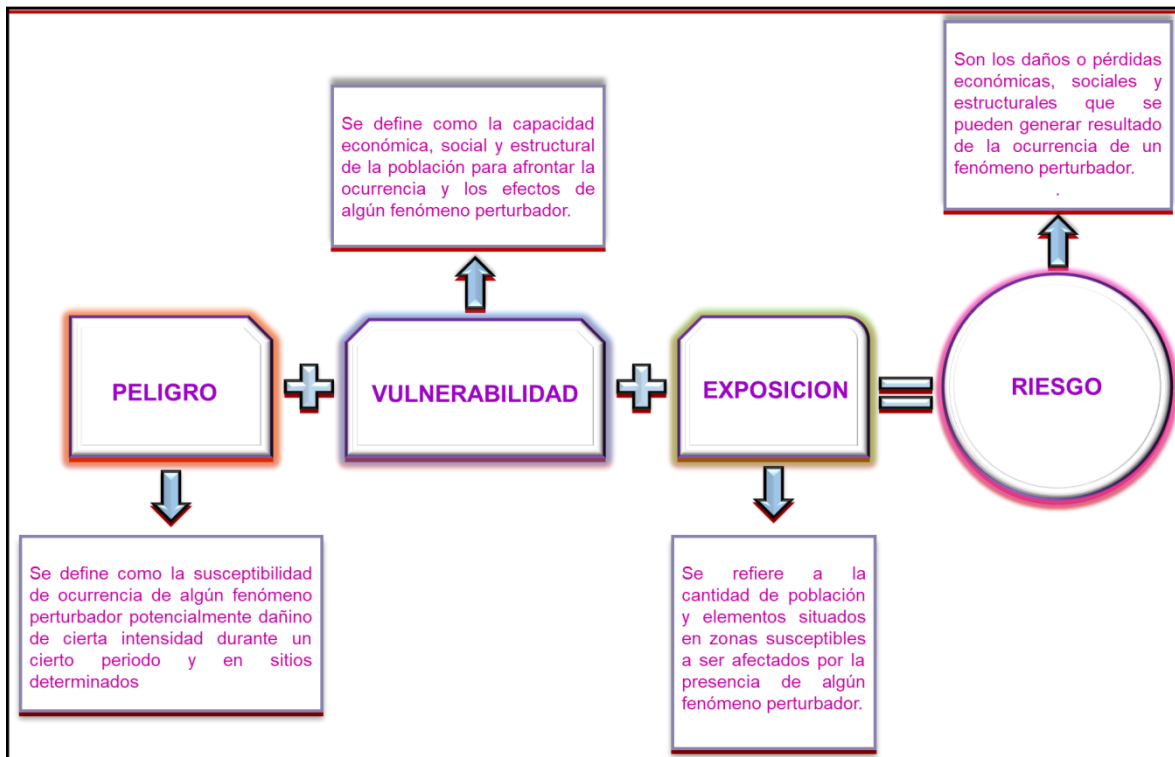 Son los daños o pérdidas
económicas, sociales y
estructurales que se
pueden generar resultado
de la ocurrencia de un
fenómeno perturbador.
.
Se define como la capacidad
económica, social y estructural
de la población para afrontar la
ocurrencia y los efectos de
algún fenómeno perturbador.
PELIGRO
VULNERABILIDAD
EXPOSICION
RIESGO
Se define como la susceptibilidad
de ocurrencia de algún fenómeno
perturbador potencialmente dañino
de cierta intensidad durante un
cierto periodo y en sitios
determinados
Se refiere a la
cantidad de población
y elementos situados
en zonas susceptibles
a ser afectados por la
presencia de algún
fenómeno perturbador.